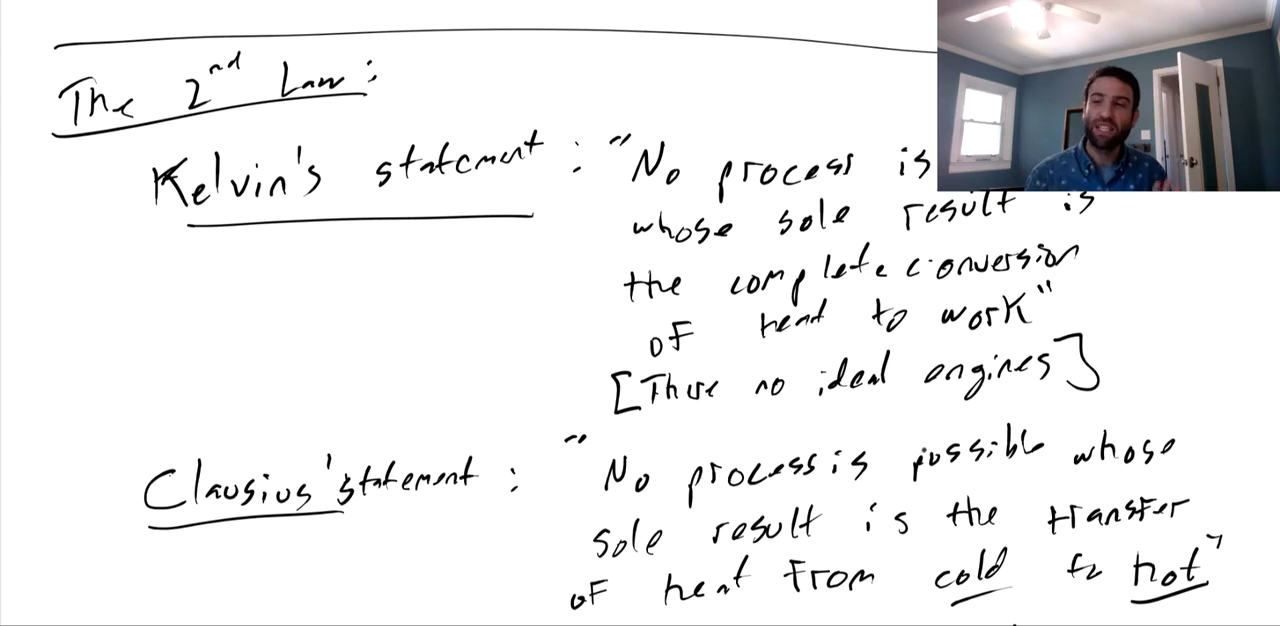 The 2nd Law:
Kelvin's statement : "No process is
whose sole result is
the complete conversion
of heat to work"
[There no ideal engines]
Clausius' statement : "No process is possible whose
sole result is the transfer
of heat from cold to hot"